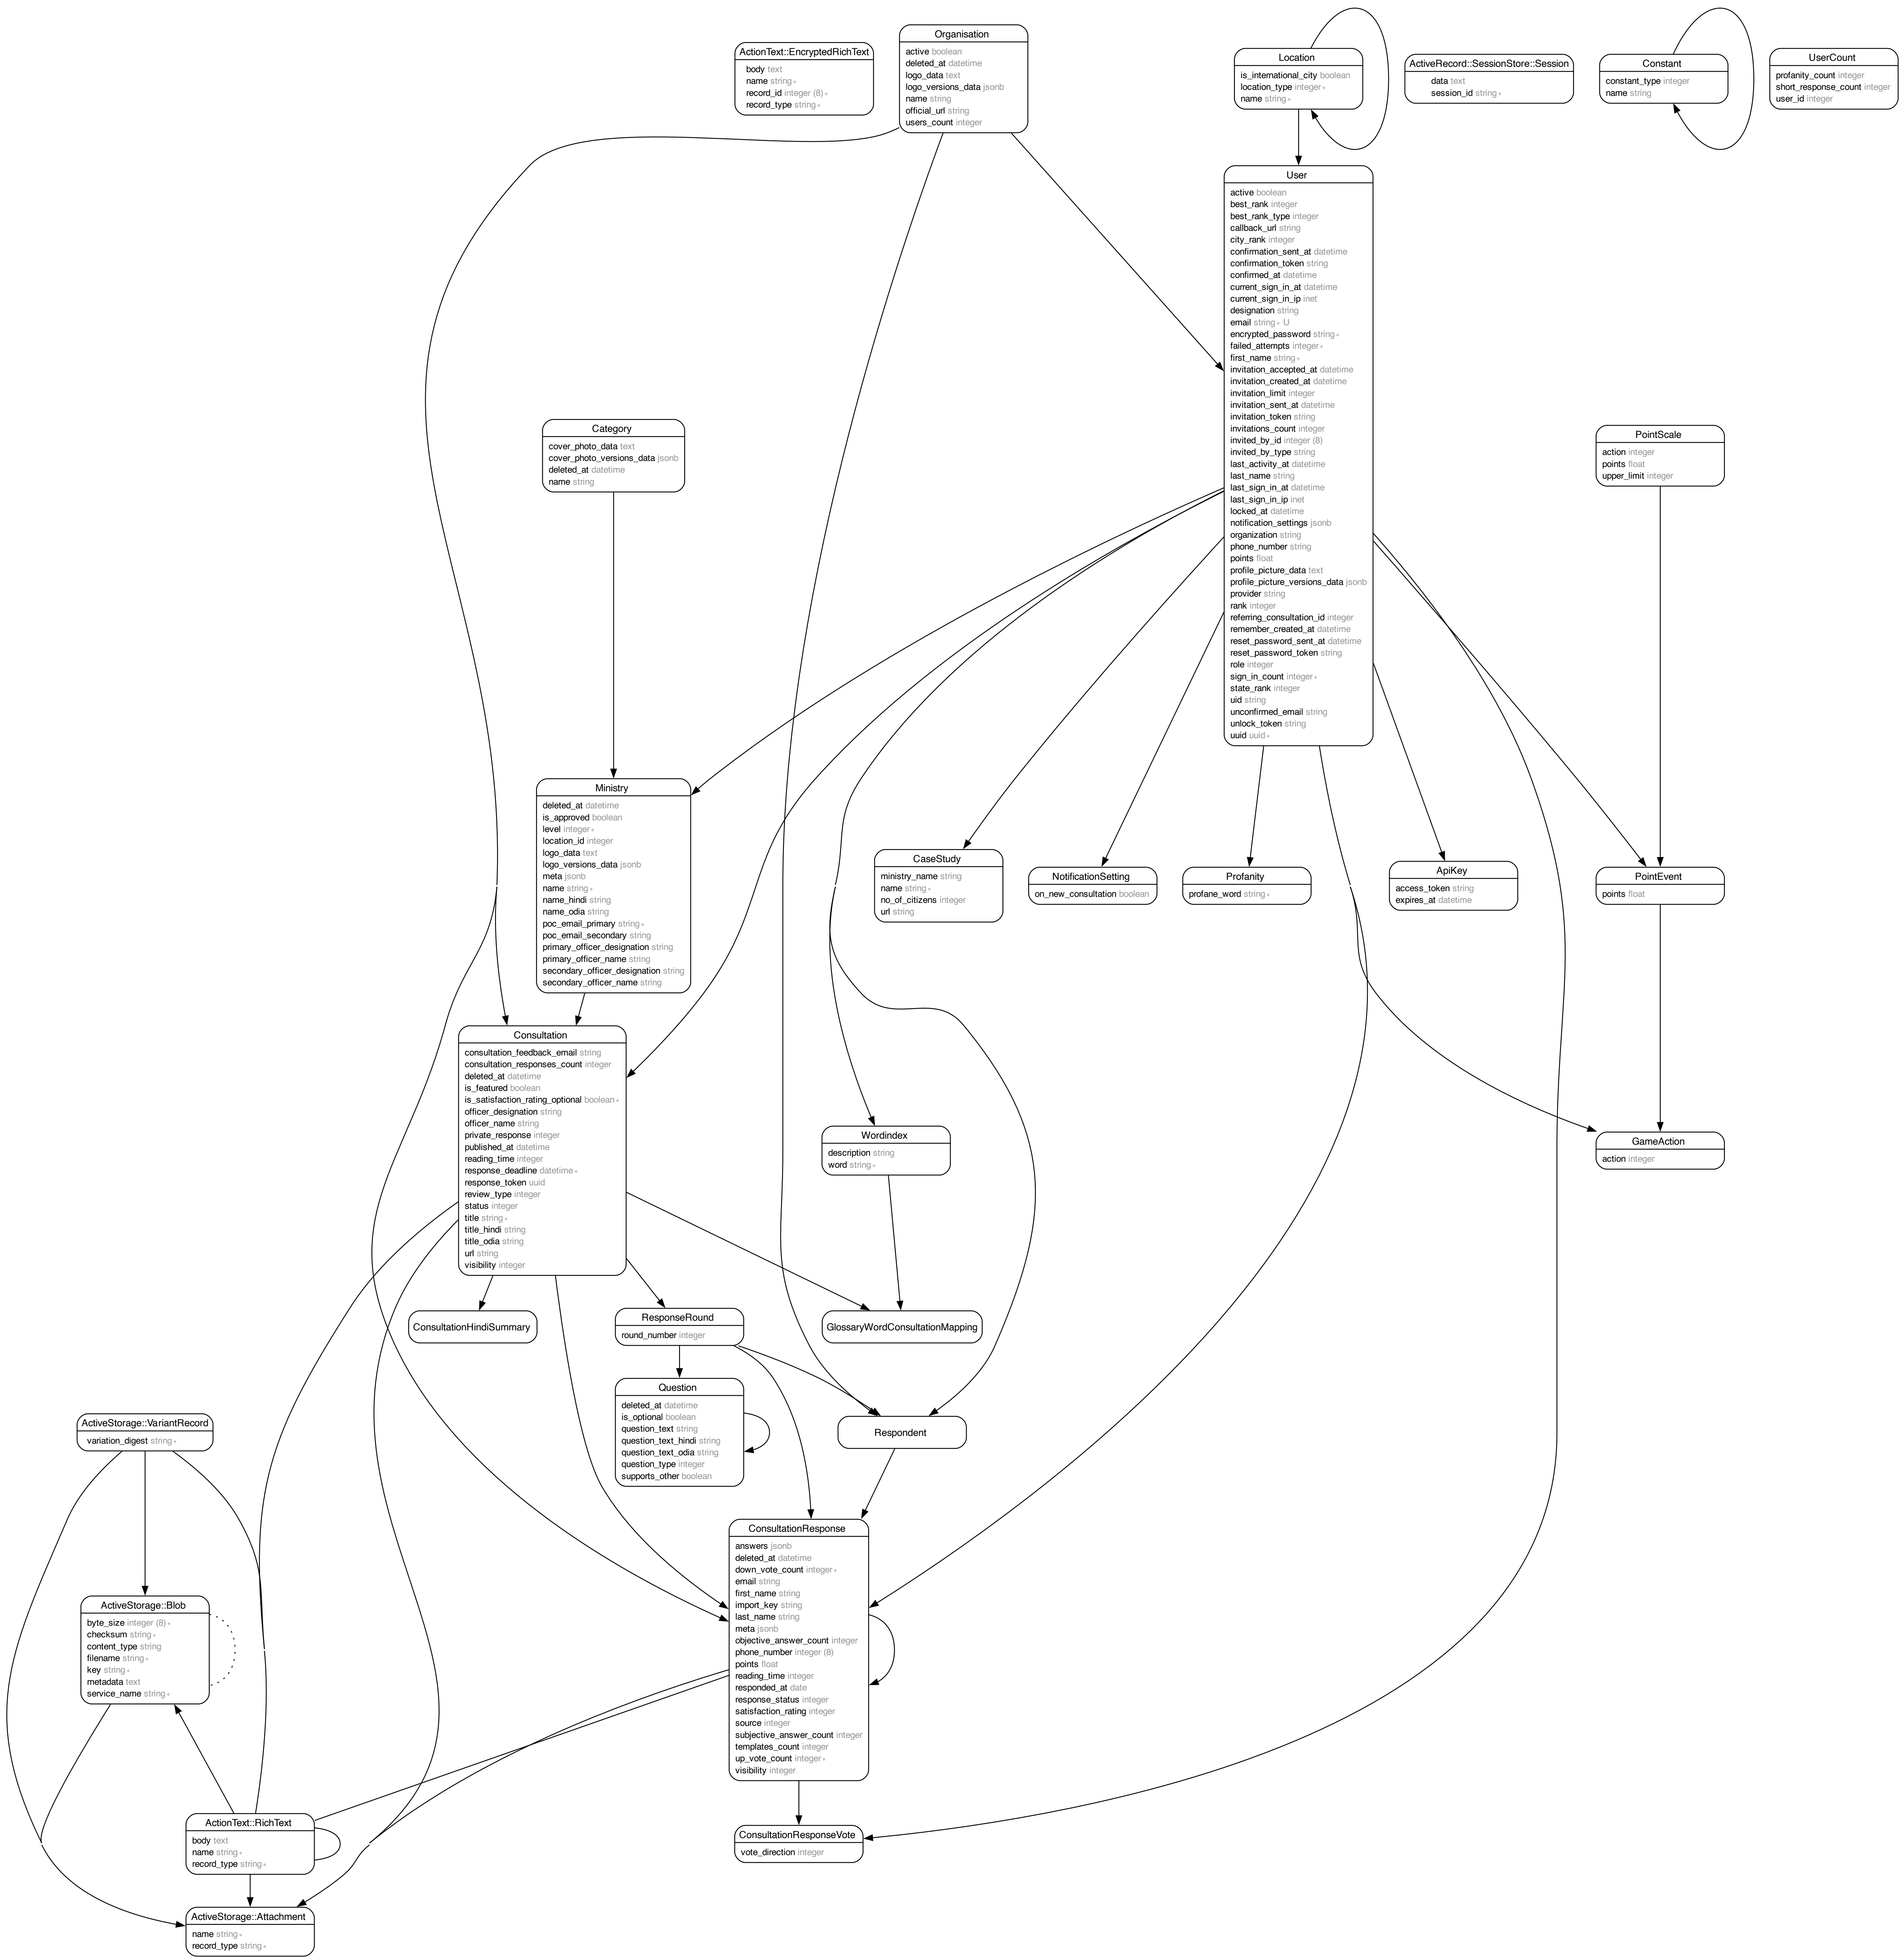 Organisation
active boolean
deleted_at datetime
logo_data text
logo_versions_data jsonb
name string
official_url string
users_count integer
ActionText::EncryptedRichText
body text
name string *
record_id integer (8) *
record_type string *
Location
is_international_city boolean
location_type integer *
name string *
ActiveRecord::SessionStore::Session
data text
session_id string *
Constant
constant_type integer
name string
UserCount
profanity_count integer
short_response_count integer
user_id integer
User
active boolean
best_rank integer
best_rank_type integer
callback_url string
city_rank integer
confirmation_sent_at datetime
confirmation_token string
confirmed_at datetime
current_sign_in_at datetime
current_sign_in_ip inet
designation string
email string * U
encrypted_password string *
failed_attempts integer *
first_name string *
invitation_accepted_at datetime
invitation_created_at datetime
invitation_limit integer
invitation_sent_at datetime
invitation_token string
invitations_count integer
invited_by_id integer (8)
invited_by_type string
last_activity_at datetime
last_name string
last_sign_in_at datetime
last_sign_in_ip inet
locked_at datetime
notification_settings jsonb
organization string
phone_number string
points float
profile_picture_data text
profile_picture_versions_data jsonb
provider string
rank integer
referring_consultation_id integer
remember_created_at datetime
reset_password_sent_at datetime
reset_password_token string
role integer
sign_in_count integer *
state_rank integer
uid string
unconfirmed_email string
unlock_token string
uuid uuid *
Category
cover_photo_data text
cover_photo_versions_data jsonb
deleted_at datetime
name string
PointScale
action integer
points float
upper_limit integer
Ministry
deleted_at datetime
is_approved boolean
level integer *
location_id integer
logo_data text
logo_versions_data jsonb
meta jsonb
name string *
name_hindi string
name_odia string
poc_email_primary string *
poc_email_secondary string
primary_officer_designation string
primary_officer_name string
secondary_officer_designation string
secondary_officer_name string
CaseStudy
ministry_name string
name string *
no_of_citizens integer
url string
NotificationSetting
on_new_consultation boolean
Profanity
profane_word string *
ApiKey
access_token string
expires_at datetime
PointEvent
points float
Consultation
consultation_feedback_email string
consultation_responses_count integer
deleted_at datetime
is_featured boolean
is_satisfaction_rating_optional boolean *
officer_designation string
officer_name string
private_response integer
published_at datetime
reading_time integer
response_deadline datetime *
response_token uuid
review_type integer
status integer
title string *
title_hindi string
title_odia string
url string
visibility integer
Wordindex
description string
word string *
GameAction
action integer
ConsultationHindiSummary
ResponseRound
round_number integer
GlossaryWordConsultationMapping
Question
deleted_at datetime
is_optional boolean
question_text string
question_text_hindi string
question_text_odia string
question_type integer
supports_other boolean
Respondent
ActiveStorage::VariantRecord
variation_digest string *
ConsultationResponse
answers jsonb
deleted_at datetime
down_vote_count integer *
email string
first_name string
import_key string
last_name string
meta jsonb
objective_answer_count integer
phone_number integer (8)
points float
reading_time integer
responded_at date
response_status integer
satisfaction_rating integer
source integer
subjective_answer_count integer
templates_count integer
up_vote_count integer *
visibility integer
ActiveStorage::Blob
byte_size integer (8) *
checksum string *
content_type string
filename string *
key string *
metadata text
service_name string *
ActionText::RichText
body text
name string *
record_type string *
ConsultationResponseVote
vote_direction integer
ActiveStorage::Attachment
name string *
record_type string *